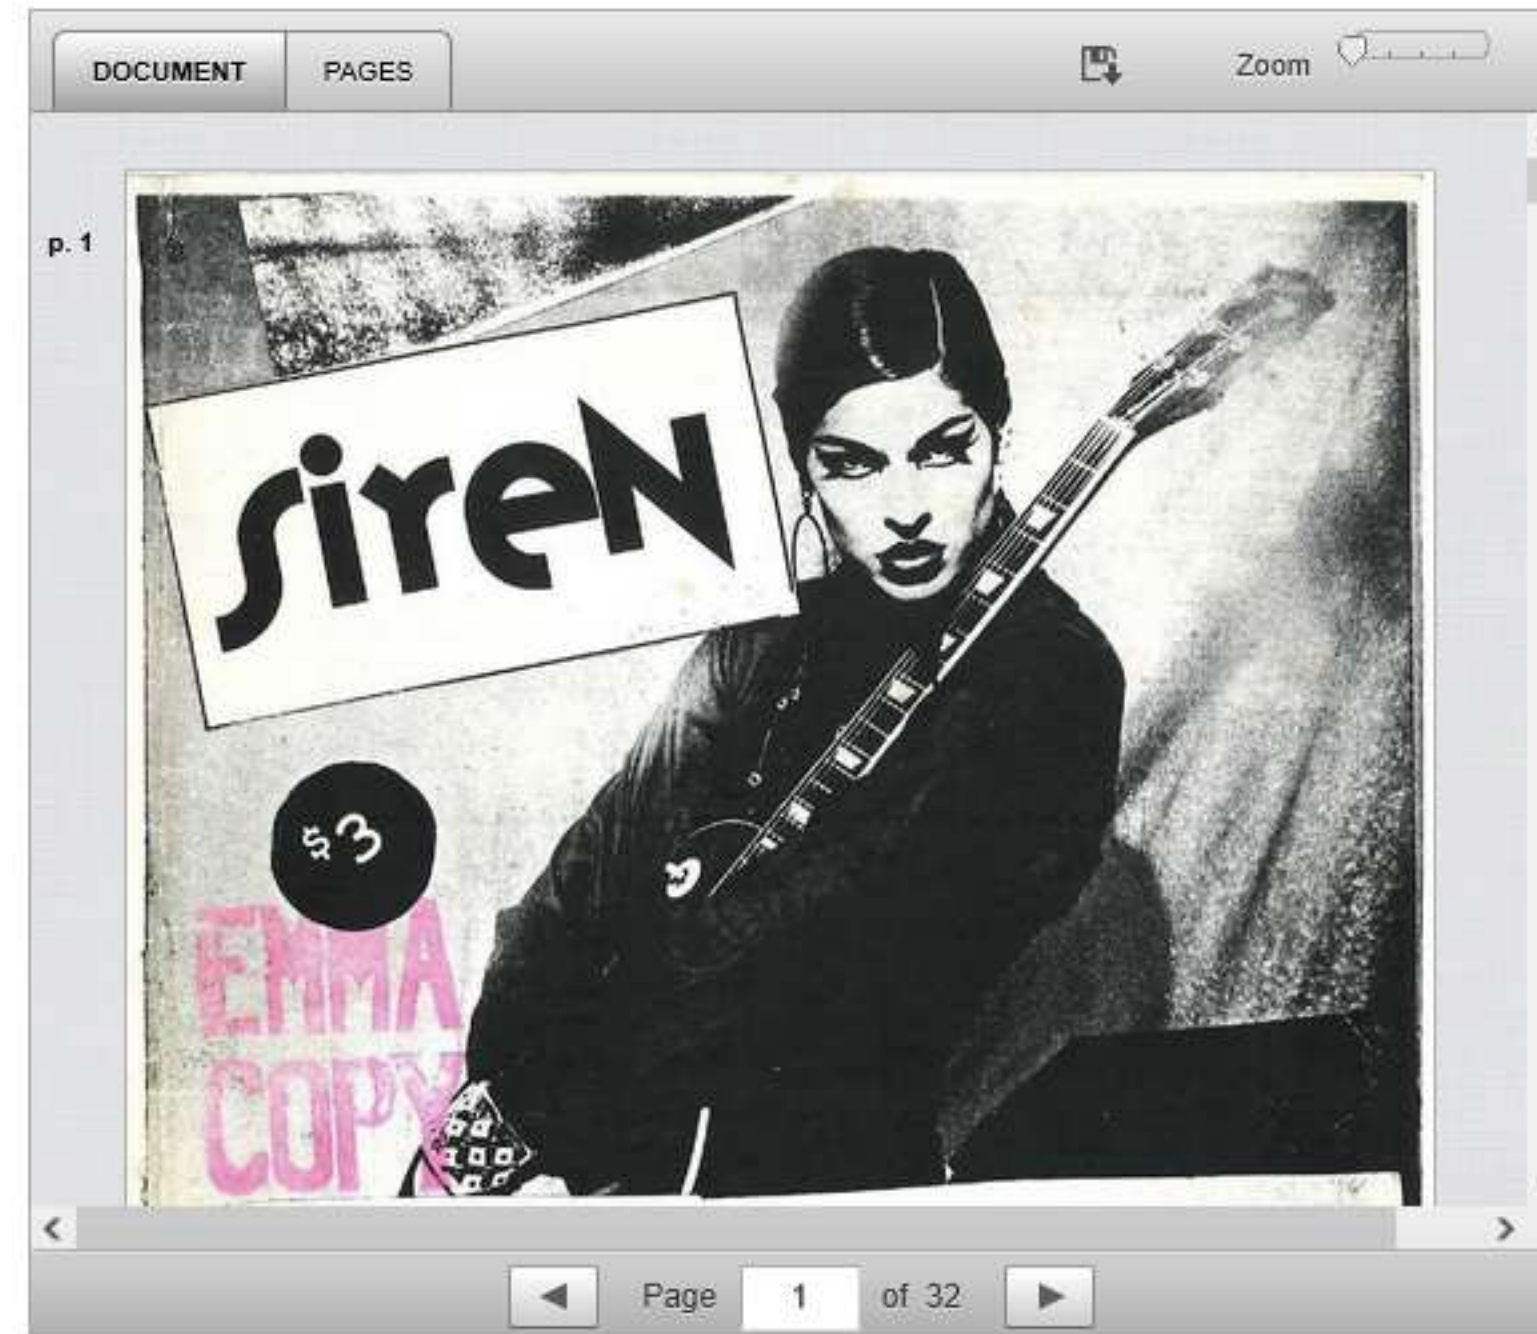 DOCUMENT
PAGES
Zoom
p. 1
sireN
$3
EMMA
COPY
Page 1 of 32